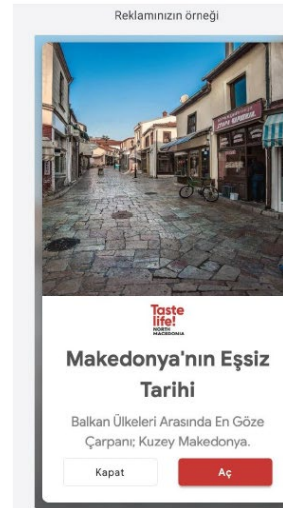 Reklamınızın örneği
Taste
life!
NORTH
MACEDONIA
Makedonya'nın Eşsiz
Tarihi
Balkan Ülkeleri Arasında En Göze
Çarpanı; Kuzey Makedonya.
Kapat
Aç